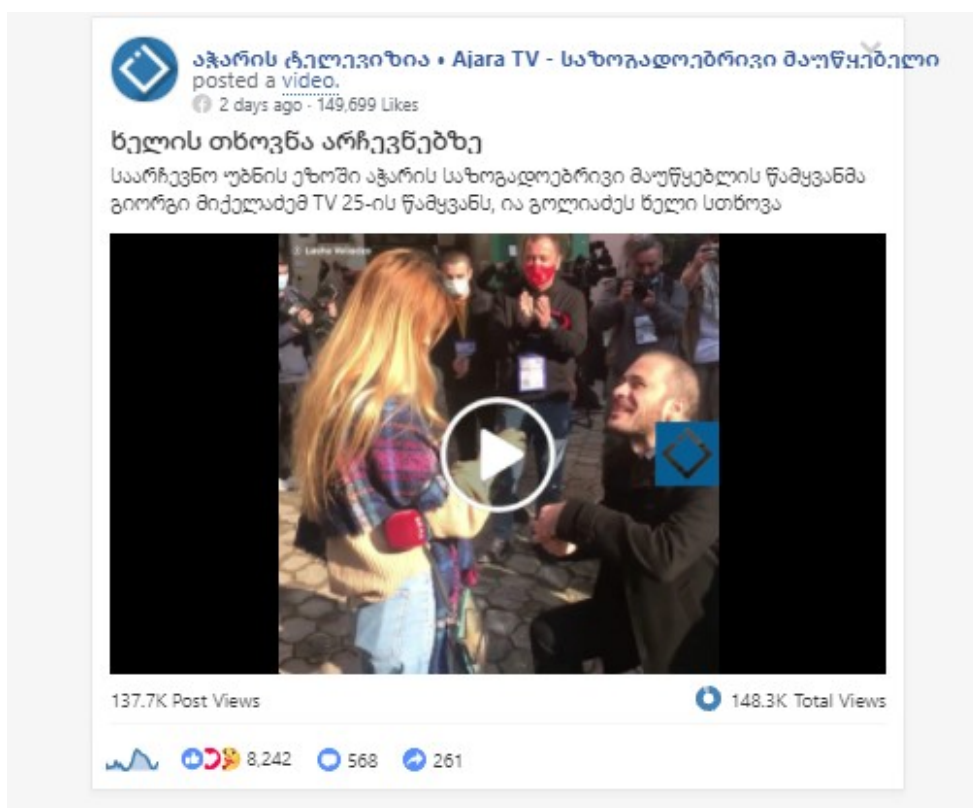 აჭარის ტელევიზია • Ajara TV - საზოგადოებრივი მაუწყებელი
posted a video.
2 days ago - 149,699 Likes
ხელის თხოვნა არჩევნებზე
საარჩევნო უბნის ეზოში აჭარის საზოგადოებრივი მაუწყებლის წამყვანმა
გიორგი მიქელაძემ TV 25-ის წამყვანს, ია გოლიაძეს ხელი სთხოვა
137.7K Post Views
148.3K Total Views
8,242
568
261